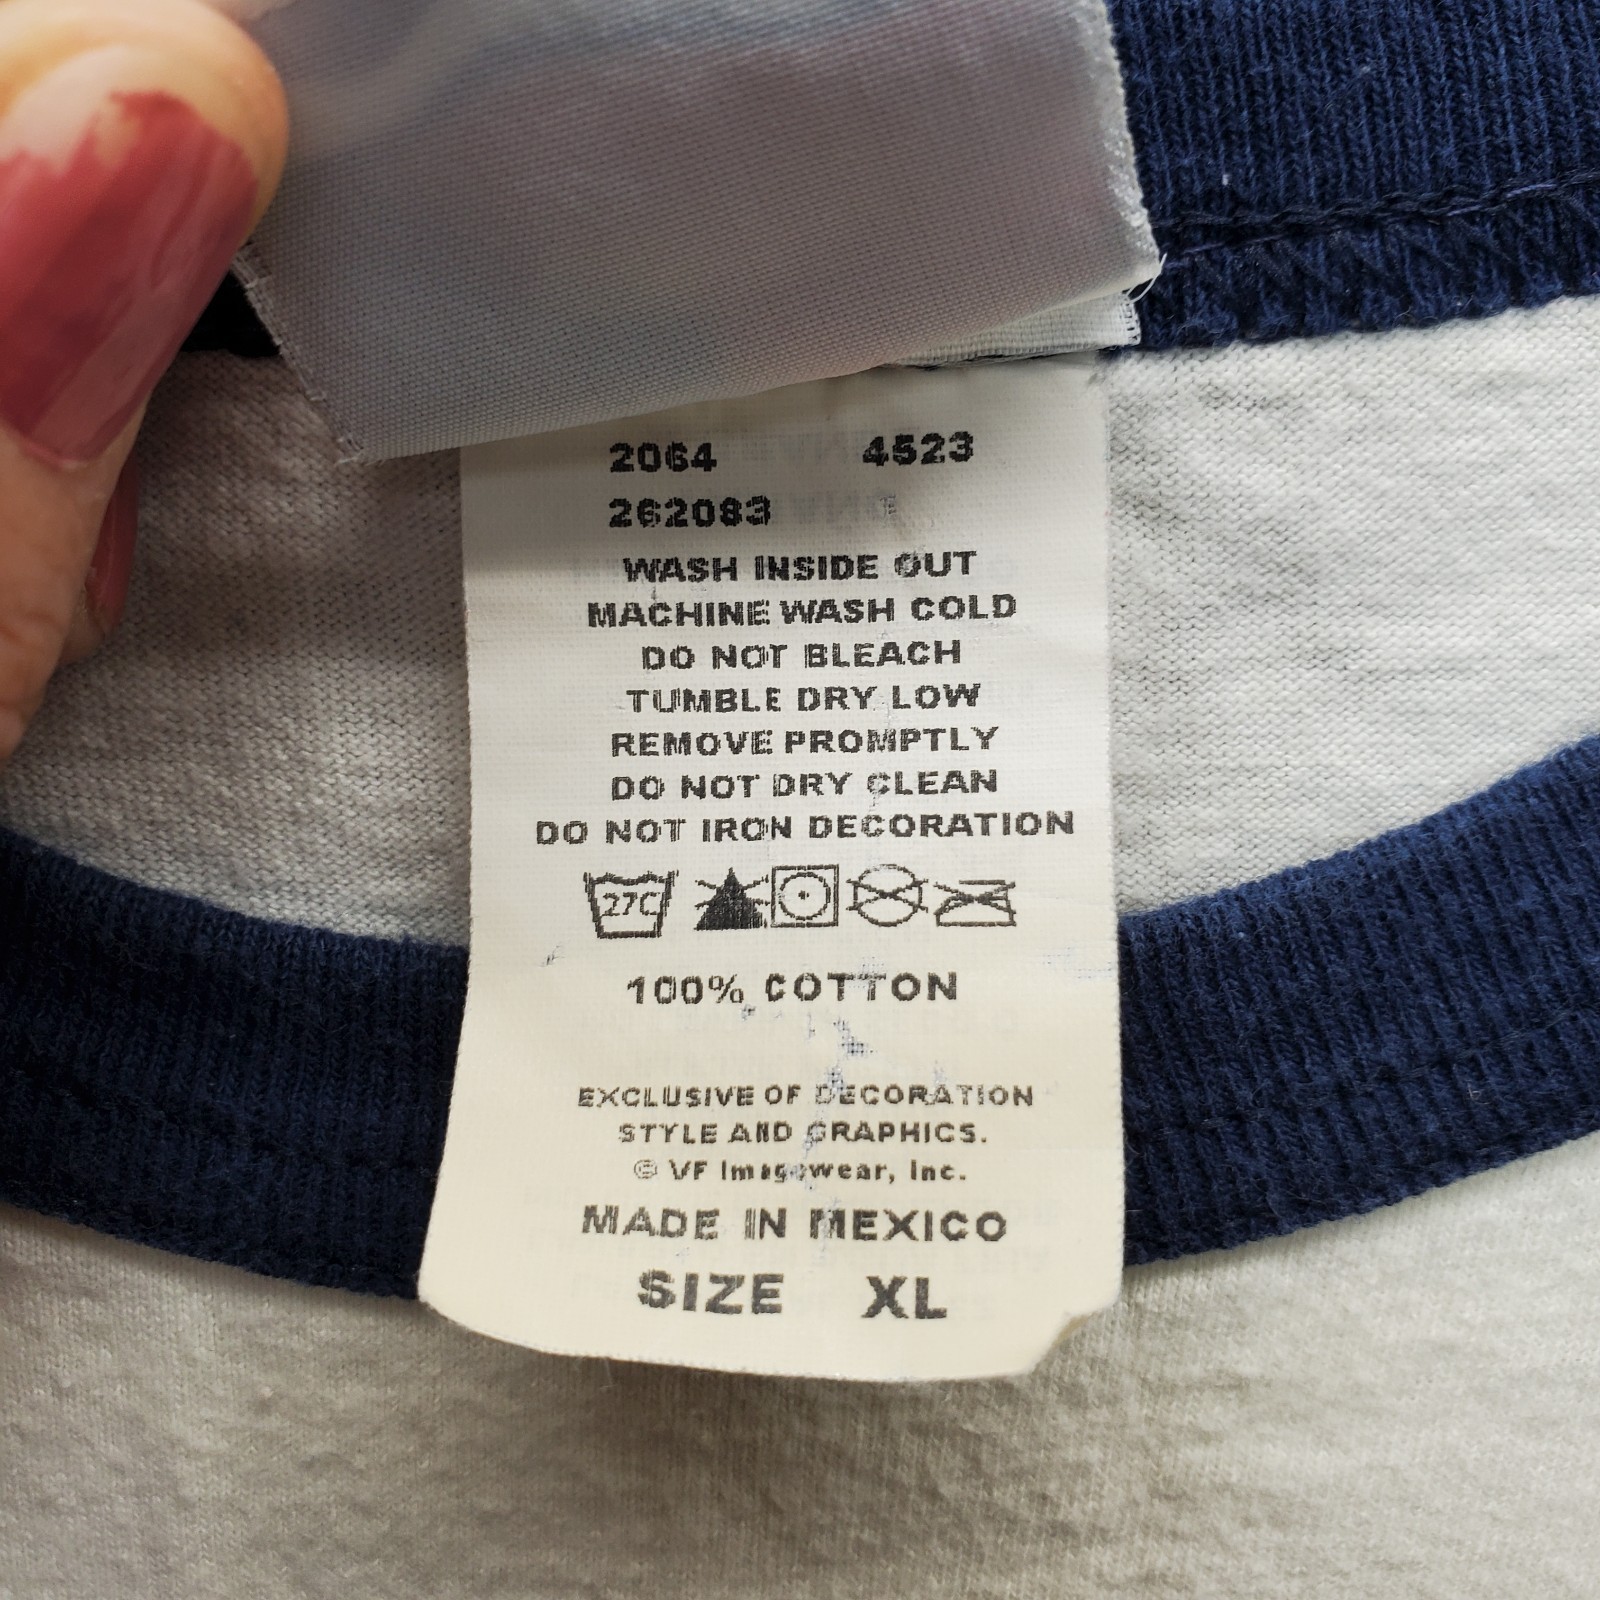 2064 4523
262083
WASH INSIDE OUT
MACHINE WASH COLD
DO NOT BLEACH
TUMBLE DRY LOW
REMOVE PROMPTLY
DO NOT DRY CLEAN
DO NOT IRON DECORATION
27C
100% COTTON
EXCLUSIVE OF DECORATION
STYLE AND GRAPHICS.
© VF Imagewear, Inc.
MADE IN MEXICO
SIZE XL